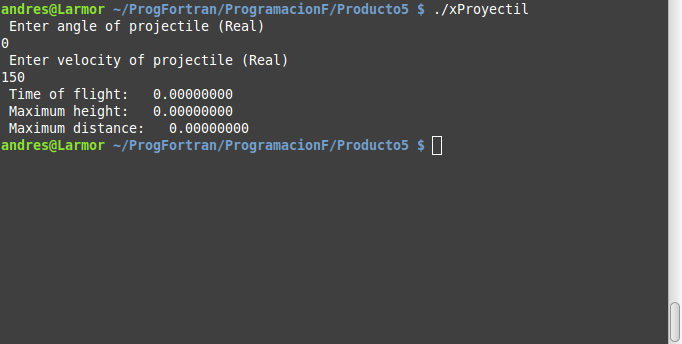 andres@Larmor ~/ProgFortran/ProgramacionF/Producto5 $ ./xProyectil
Enter angle of projectile (Real)
0
Enter velocity of projectile (Real)
150
Time of flight:   0.00000000
Maximum height:   0.00000000
Maximum distance:   0.00000000
andres@Larmor ~/ProgFortran/ProgramacionF/Producto5 $